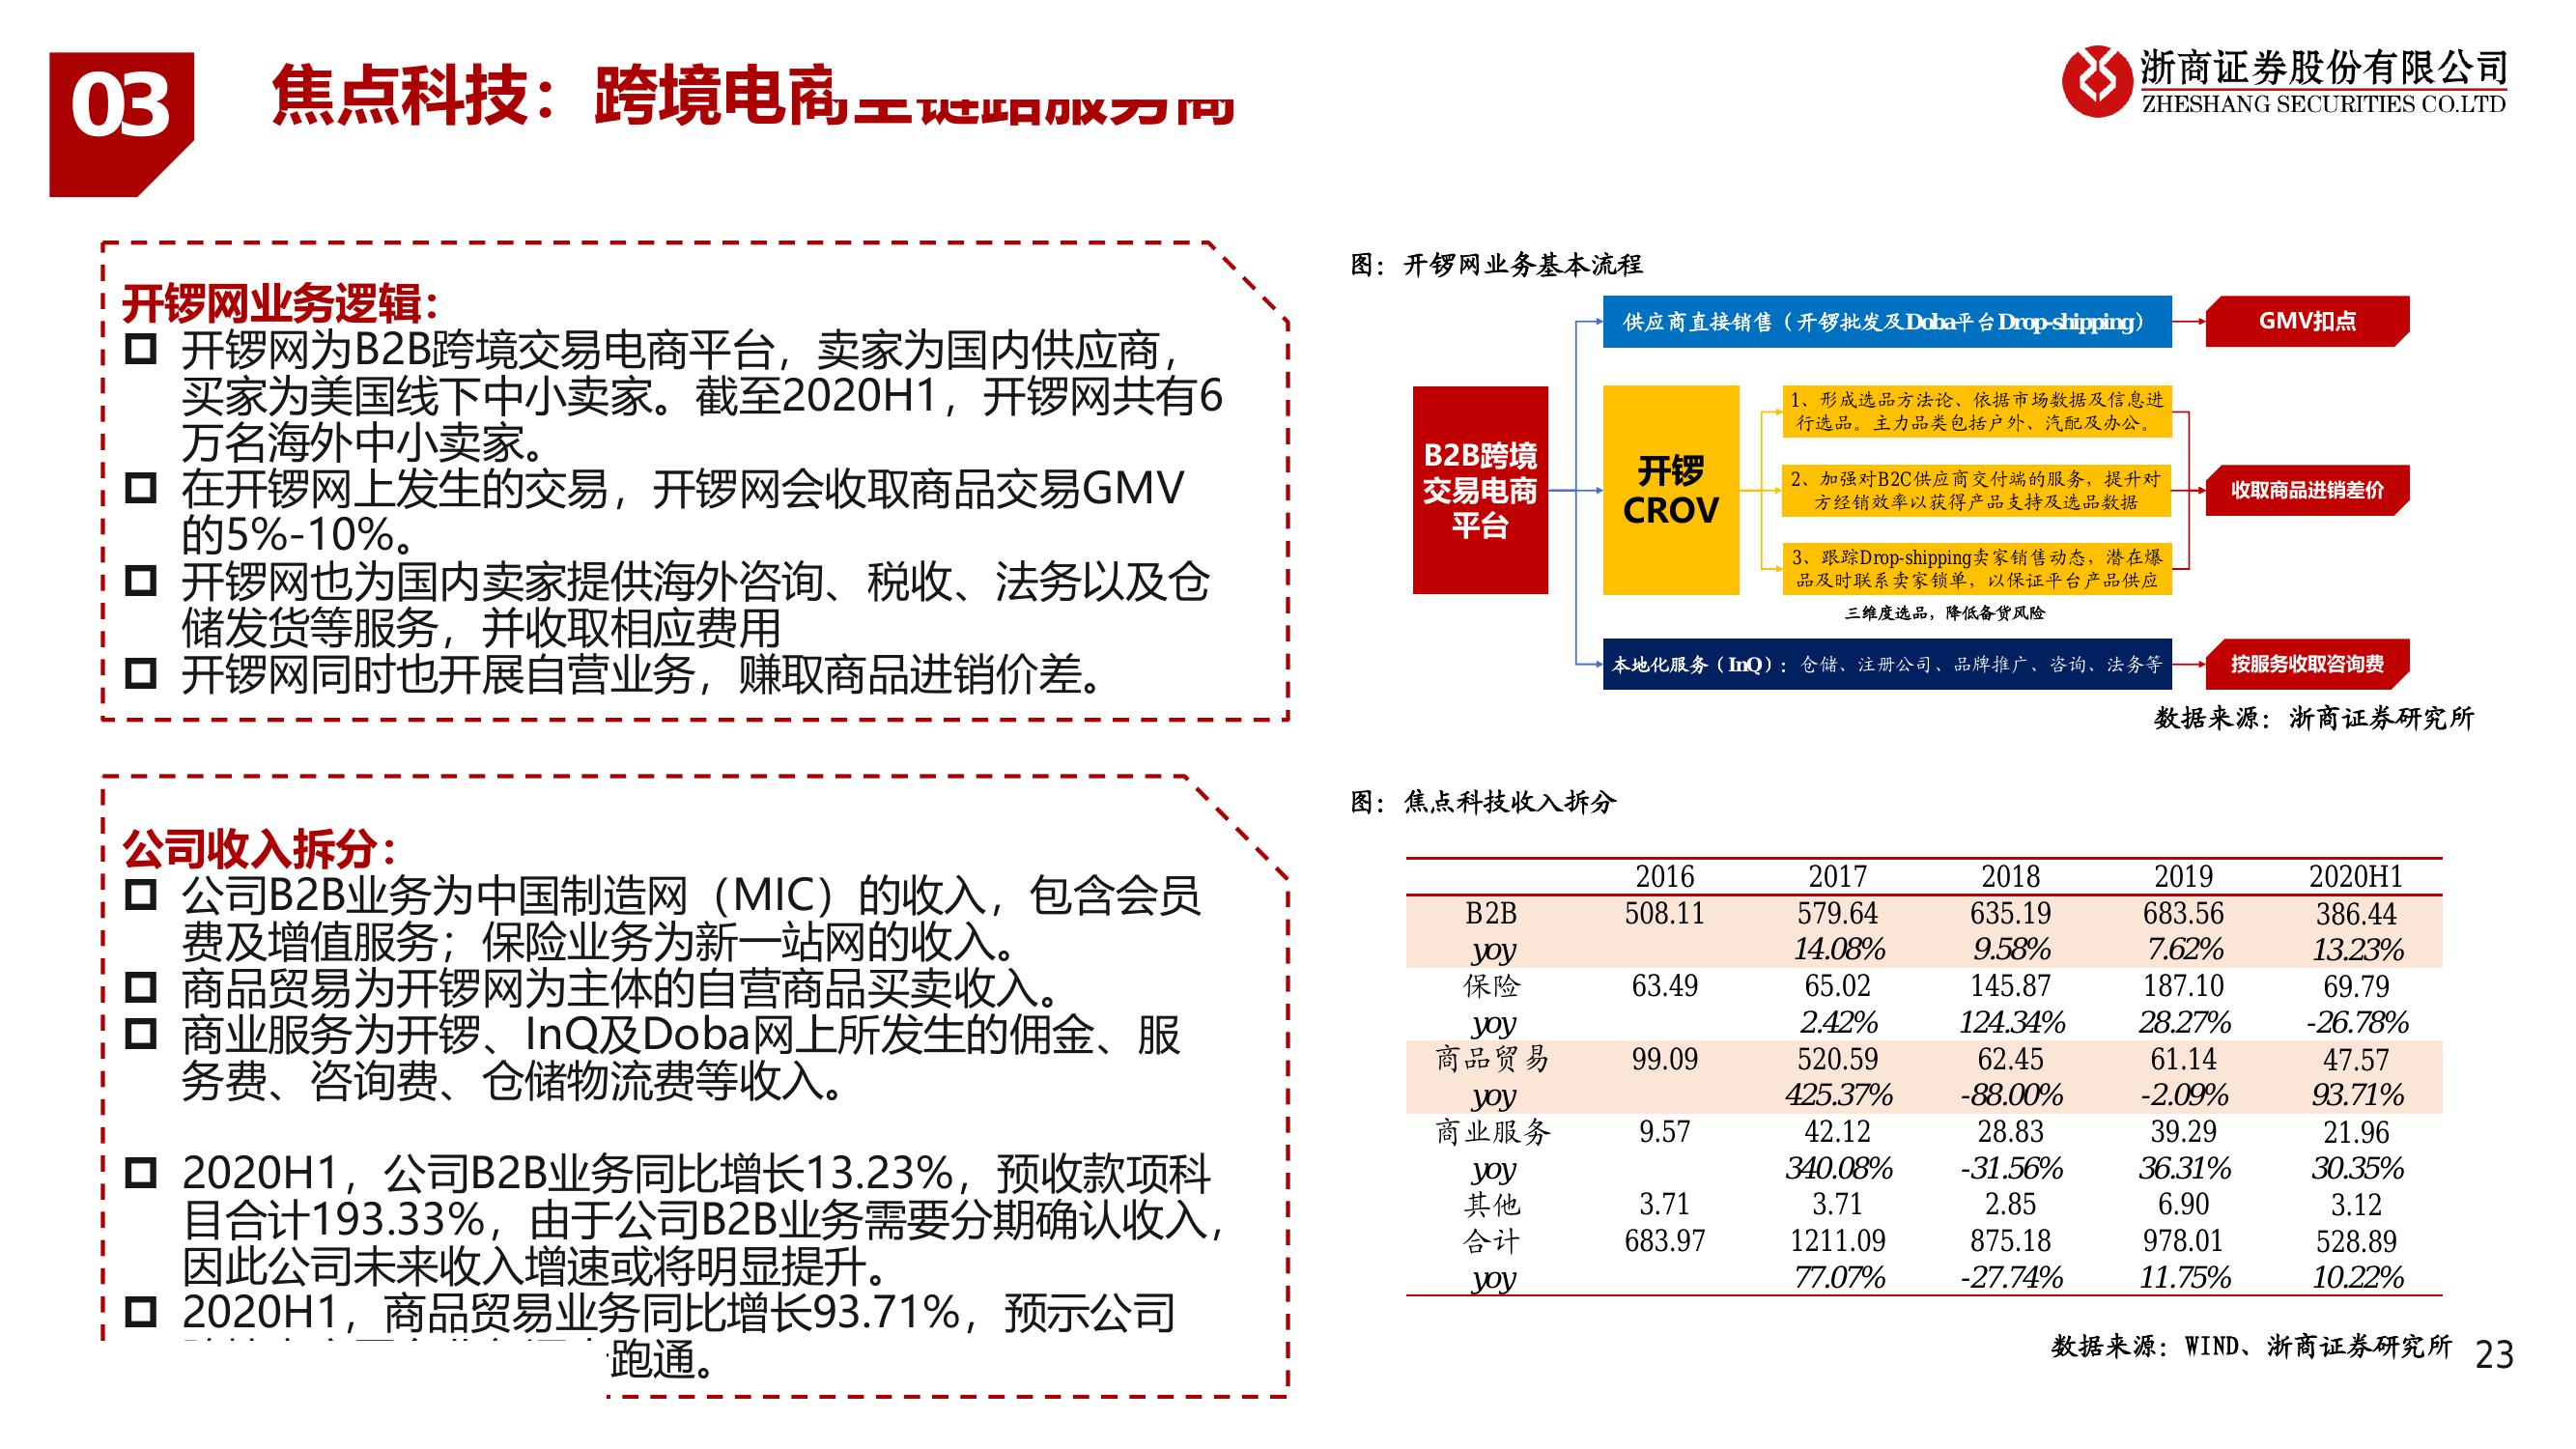 03
焦点科技：跨境电商全链路服务商
浙商证券股份有限公司
ZHESHANG SECURITIES CO.LTD
开锣网业务逻辑：
开锣网为B2B跨境交易电商平台，卖家为国内供应商，
买家为美国线下中小卖家。截至2020H1，开锣网共有6
万名海外中小卖家。
在开锣网上发生的交易，开锣网会收取商品交易GMV
的5%-10%。
开锣网也为国内卖家提供海外咨询、税收、法务以及仓
储发货等服务，并收取相应费用
开锣网同时也开展自营业务，赚取商品进销价差。
图：开锣网业务基本流程
B2B跨境
交易电商
平台
供应商直接销售（开锣批发及Doba平台Drop-shipping）
GMV扣点
开锣
CROV
1、形成选品方法论、依据市场数据及信息进
行选品。主力品类包括户外、汽配及办公。
2、加强对B2C供应商交付端的服务，提升对
方经销效率以获得产品支持及选品数据
3、跟踪Drop-shipping卖家销售动态，潜在爆
品及时联系卖家锁单，以保证平台产品供应
三维度选品，降低备货风险
收取商品进销差价
本地化服务（InQ）：仓储、注册公司、品牌推广、咨询、法务等
按服务收取咨询费
数据来源：浙商证券研究所
公司收入拆分：
公司B2B业务为中国制造网（MIC）的收入，包含会员
费及增值服务；保险业务为新一站网的收入。
商品贸易为开锣网为主体的自营商品买卖收入。
商业服务为开锣、InQ及Doba网上所发生的佣金、服
务费、咨询费、仓储物流费等收入。
2020H1，公司B2B业务同比增长13.23%，预收款项科
目合计193.33%，由于公司B2B业务需要分期确认收入，
因此公司未来收入增速或将明显提升。
2020H1，商品贸易业务同比增长93.71%，预示公司
跑通。
图：焦点科技收入拆分
2016 2017 2018 2019 2020H1
B2B 508.11 579.64 635.19 683.56 386.44
yoy 14.08% 9.58% 7.62% 13.23%
保险 63.49 65.02 145.87 187.10 69.79
yoy 2.42% 124.34% 28.27% -26.78%
商品贸易 99.09 520.59 62.45 61.14 47.57
yoy 425.37% -88.00% -2.09% 93.71%
商业服务 9.57 42.12 28.83 39.29 21.96
yoy 340.08% -31.56% 36.31% 30.35%
其他 3.71 3.71 2.85 6.90 3.12
合计 683.97 1211.09 875.18 978.01 528.89
yoy 77.07% -27.74% 11.75% 10.22%
数据来源：WIND、浙商证券研究所
23